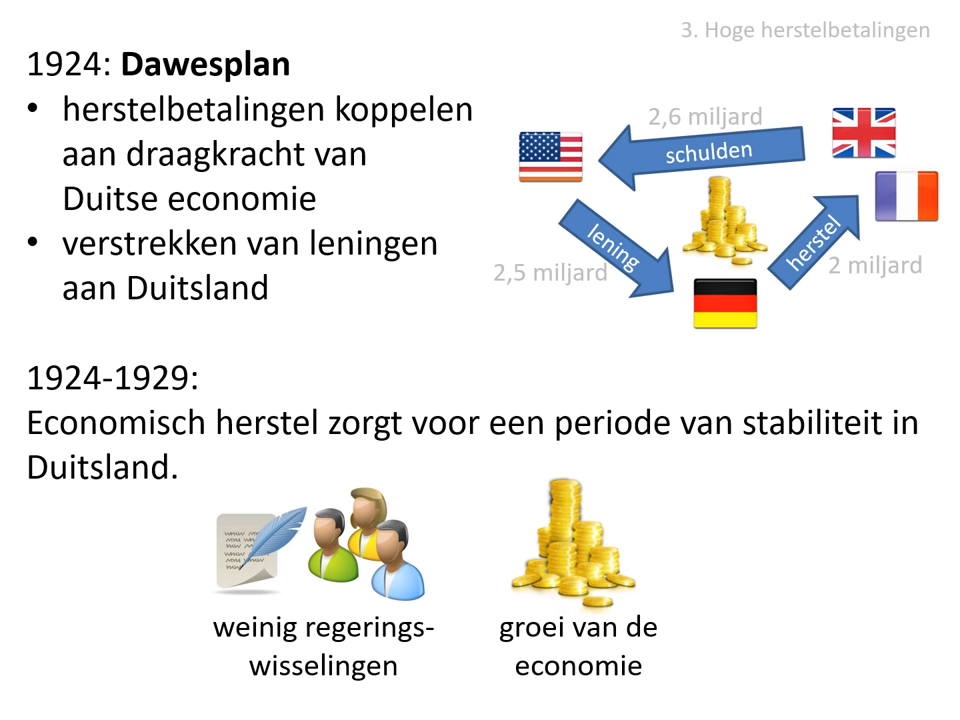 3. Hoge herstelbetalingen
1924: Dawesplan
• herstelbetalingen koppelen
aan draagkracht van
Duitse economie
• verstrekken van leningen
aan Duitsland
2,6 miljard
schulden
lening
2,5 miljard
herstel
2 miljard
1924-1929:
Economisch herstel zorgt voor een periode van stabiliteit in
Duitsland.
weinig regerings-
wisselingen
groei van de
economie